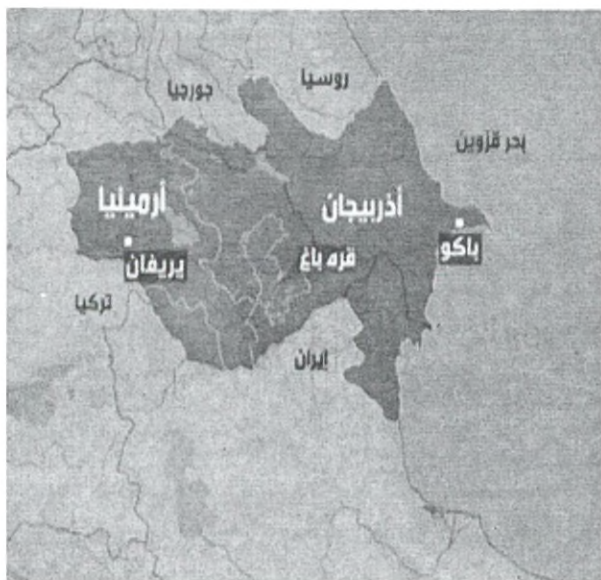 روسيا
جورجيا
بحر قزوين
أرمينيا
أذربيجان
باكو
قره باغ
يريفان
تركيا
إيران